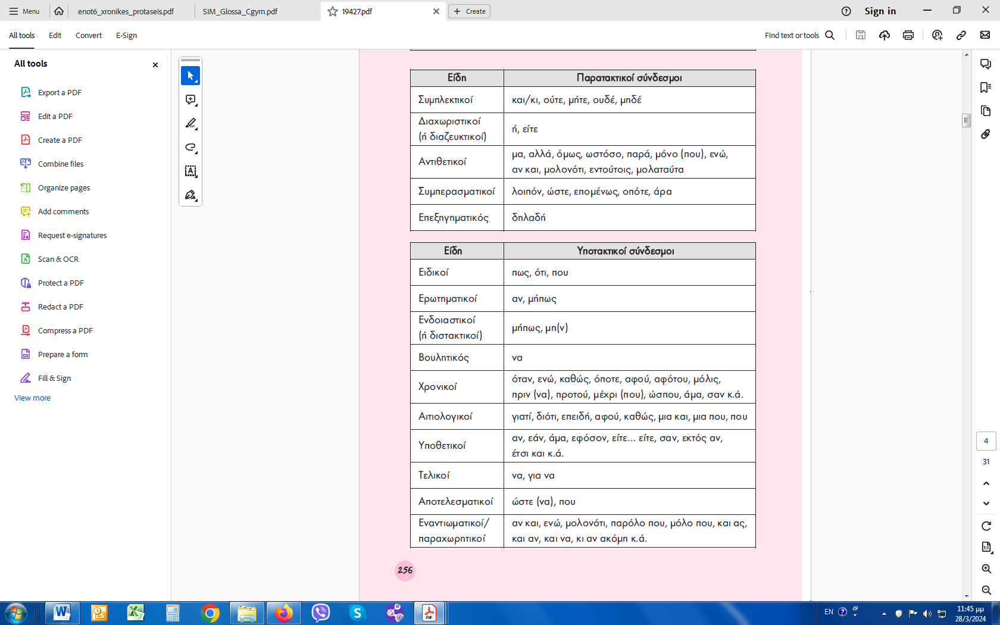 Menu
enot6_xronikes_protaseis.pdf
SIM_Glossa_Cgym.pdf
19427.pdf
Create
Sign in
All tools
Edit
Convert
E-Sign
Find text or tools
All tools
Export a PDF
Edit a PDF
Create a PDF
Combine files
Organize pages
Add comments
Request e-signatures
Scan & OCR
Protect a PDF
Redact a PDF
Compress a PDF
Prepare a form
Fill & Sign
View more
Είδη Παρατακτικοί σύνδεσμοι
Συμπλεκτικοί και/κι, ούτε, μήτε, ουδέ, μηδέ
Διαχωριστικοί
(ή διαζευκτικοί) ή, είτε
Αντιθετικοί μα, αλλά, όμως, ωστόσο, παρά, μόνο (που), ενώ,
αν και, μολονότι, εντούτοις, μολαταύτα
Συμπερασματικοί λοιπόν, ώστε, επομένως, οπότε, άρα
Επεξηγηματικός δηλαδή
Είδη Υποτακτικοί σύνδεσμοι
Ειδικοί πως, ότι, που
Ερωτηματικοί αν, μήπως
Ενδοιαστικοί
(ή διστακτικοί) μήπως, μη(ν)
Βουλητικός να
Χρονικοί όταν, ενώ, καθώς, όποτε, αφού, αφότου, μόλις,
πριν (να), προτού, μέχρι (που), ώσπου, άμα, σαν κ.ά.
Αιτιολογικοί γιατί, διότι, επειδή, αφού, καθώς, μια και, μια που, που
Υποθετικοί αν, εάν, άμα, εφόσον, είτε... είτε, σαν, εκτός αν,
έτσι και κ.ά.
Τελικοί να, για να
Αποτελεσματικοί ώστε (να), που
Εναντιωματικοί/
παραχωρητικοί αν και, ενώ, μολονότι, παρόλο που, μόλο που, και ας,
και αν, και να, κι αν ακόμη κ.ά.
256
4
31
EN
11:45 μμ
28/3/2024